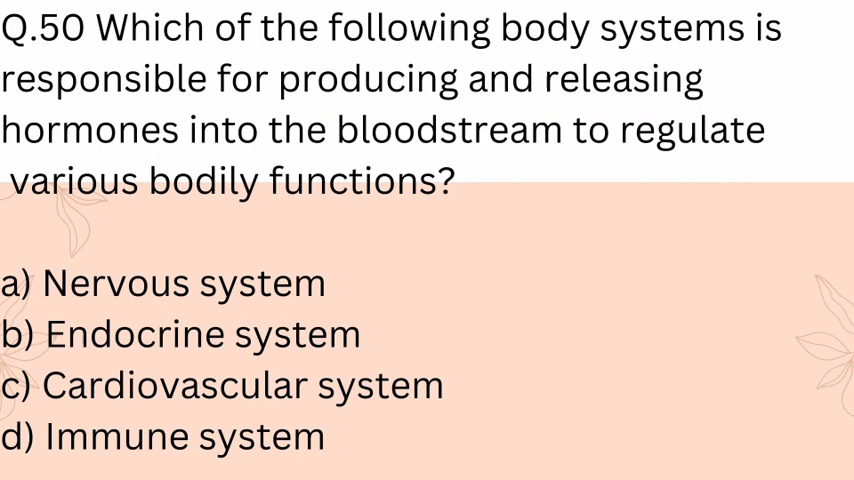 Q.50 Which of the following body systems is
responsible for producing and releasing
hormones into the bloodstream to regulate
various bodily functions?
a) Nervous system
b) Endocrine system
c) Cardiovascular system
d) Immune system